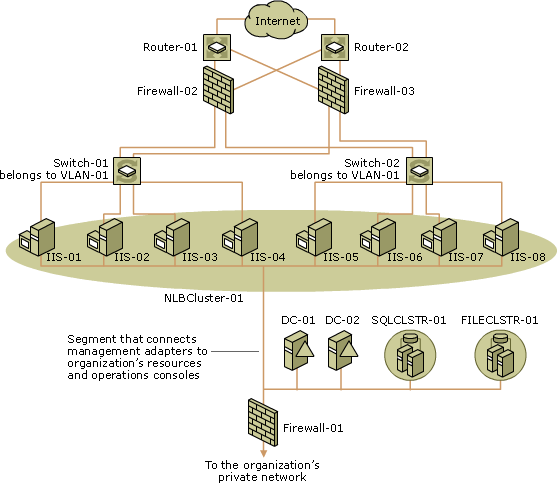 Internet
Router-01
Router-02
Firewall-02
Firewall-03
Switch-01
belongs to VLAN-01
Switch-02
belongs to VLAN-01
IIS-01
IIS-02
IIS-03
IIS-04
IIS-05
IIS-06
IIS-07
IIS-08
NLBCluster-01
DC-01
DC-02
SQLCLSTR-01
FILECLSTR-01
Segment that connects
management adapters to
organization's resources
and operations consoles
Firewall-01
To the organization's
private network